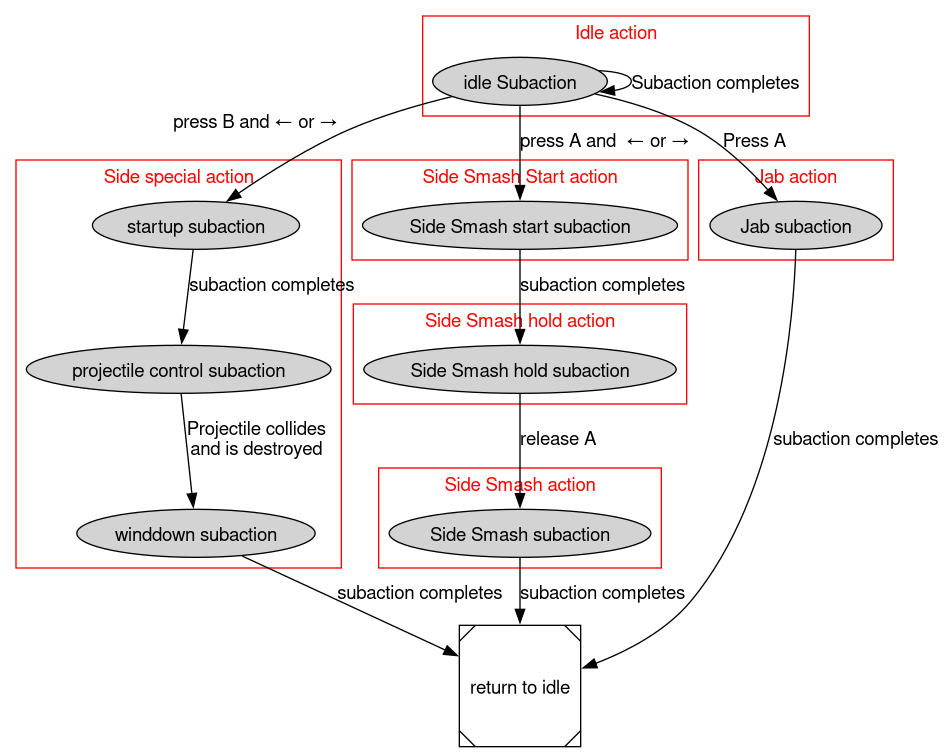 Idle action
idle Subaction
Subaction completes
press B and ← or →
press A and  ← or →
Press A
Side special action
Side Smash Start action
Jab action
startup subaction
Side Smash start subaction
Jab subaction
subaction completes
subaction completes
Side Smash hold action
projectile control subaction
Side Smash hold subaction
Projectile collides
and is destroyed
release A
subaction completes
Side Smash action
winddown subaction
Side Smash subaction
subaction completes
subaction completes
return to idle